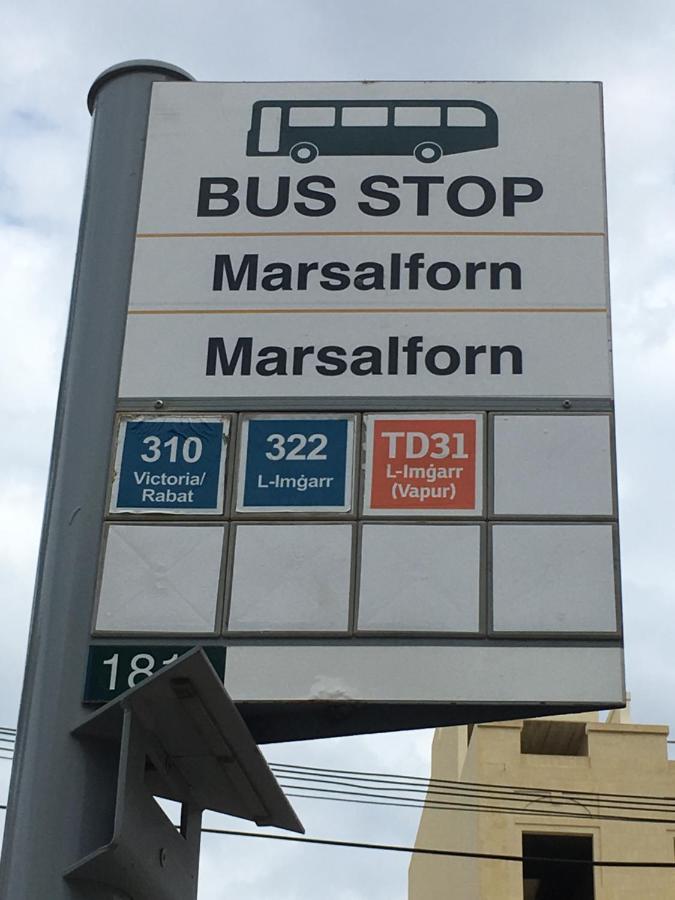 BUS STOP
Marsalforn
Marsalforn
310
Victoria/
Rabat
322
L-Imġarr
TD31
L-Imġarr
(Vapur)